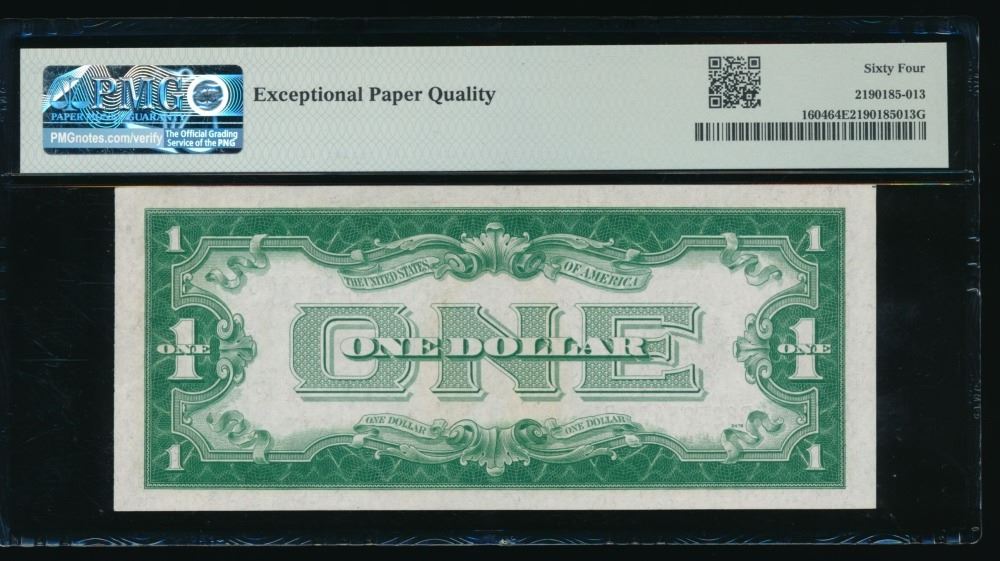 PMG
PAPER MONEY GUARANTY
PMGnotes.com/verify
The Official Grading
Service of the PNG
Exceptional Paper Quality
Sixty Four
2190185-013
160464E2190185013G
1
1
THE UNITED STATES
OF AMERICA
ONE
1
ONE
ONE DOLLAR
1
ONE
ONE DOLLAR
ONE DOLLAR
1
1